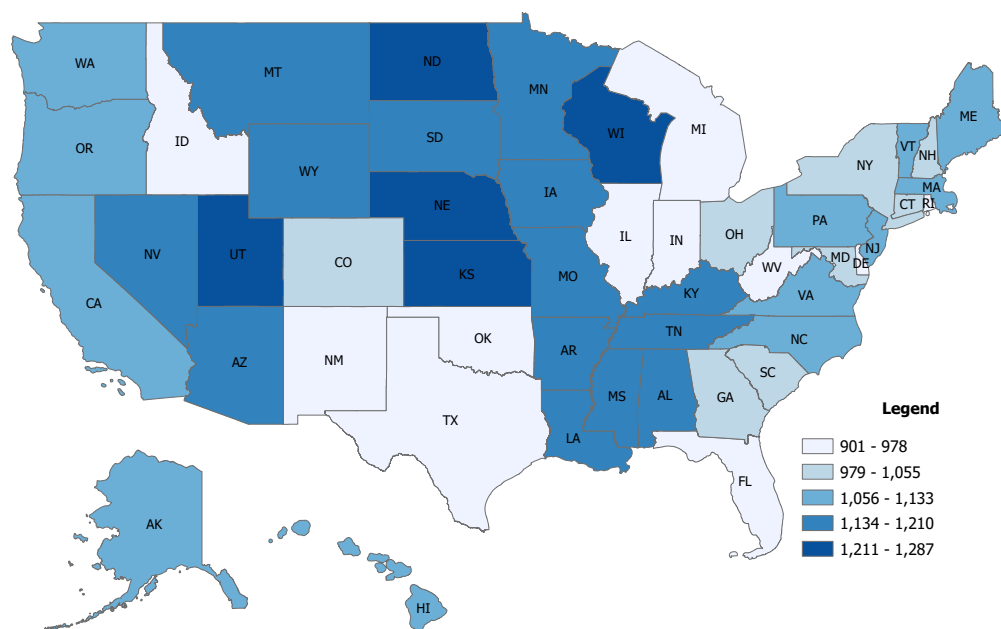 WA
MT
ND
MN
ME
OR
ID
SD
WI
MI
VT
NH
NY
MA
WY
IA
CT
RI
NE
PA
NV
UT
CO
IL
IN
OH
NJ
MD
DE
WV
CA
KS
MO
KY
VA
AZ
NM
OK
AR
TN
NC
SC
TX
LA
MS
AL
GA
FL
AK
HI
Legend
901 - 978
979 - 1,055
1,056 - 1,133
1,134 - 1,210
1,211 - 1,287